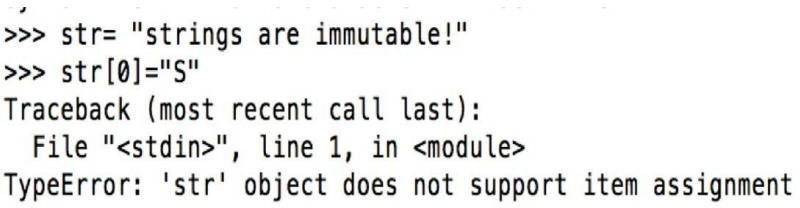 >>> str= "strings are immutable!"
>>> str[0]="S"
Traceback (most recent call last):
  File "<stdin>", line 1, in <module>
TypeError: 'str' object does not support item assignment